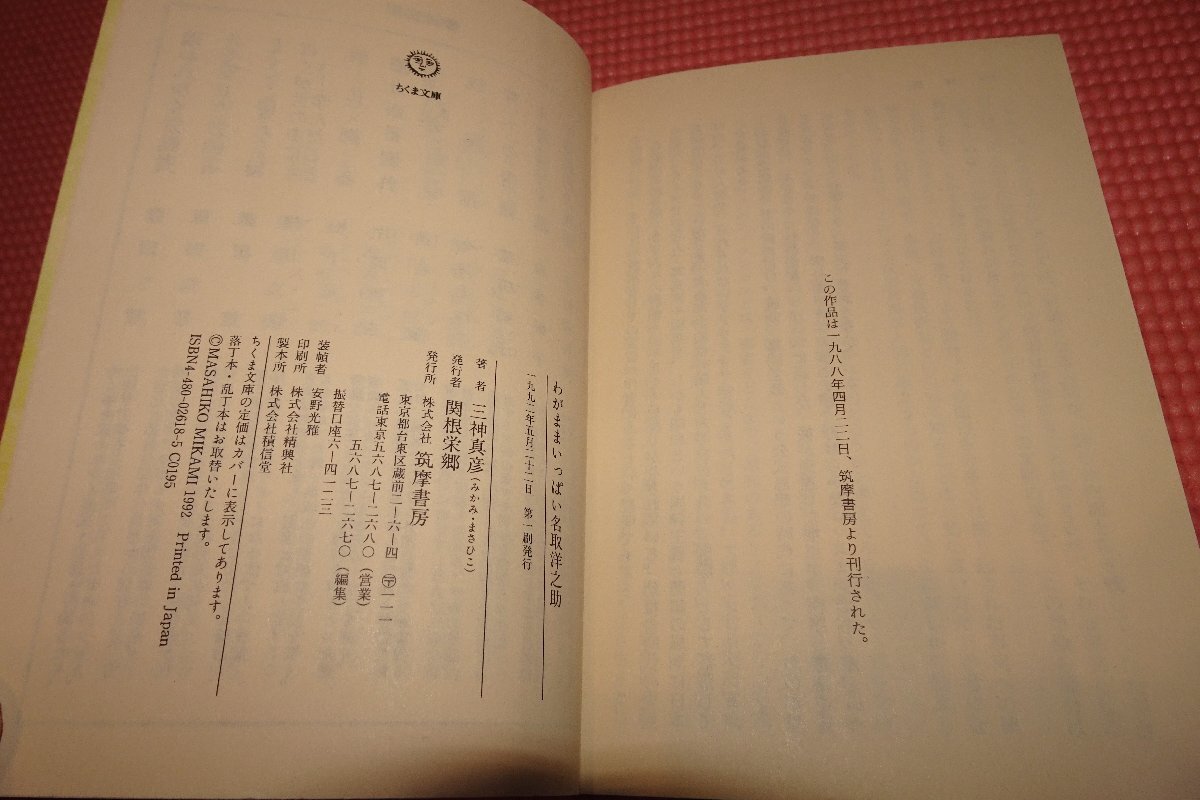 この作品は一九八八年四月二二日、筑摩書房より刊行された。
ちくま文庫
わがままいっぱい名取洋之助
一九九二年五月二十二日 第一刷発行
著者 三神真彦(みかみ・まさひこ)
発行者 関根栄郷
発行所 株式会社 筑摩書房
東京都台東区蔵前二ー六ー四 〒一一一
電話東京五六八七ー二六八〇(営業)
五六八七ー二六七〇(編集)
振替口座六ー四一二三
装幀者 安野光雅
印刷所 株式会社精興社
製本所 株式会社積信堂
ちくま文庫の定価はカバーに表示してあります。
落丁本・乱丁本はお取替いたします。
©MASAHIKO MIKAMI 1992 Printed in Japan
ISBN4-480-02618-5 C0195